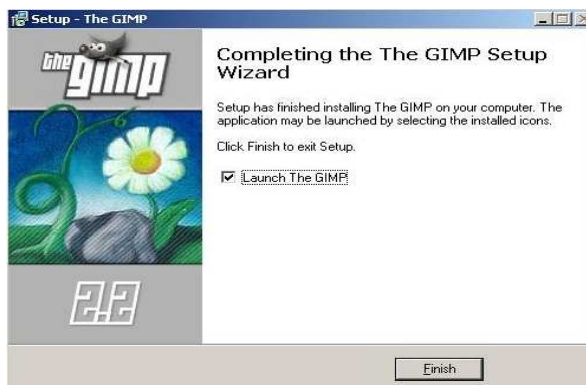 Setup - The GIMP
the gimp
Completing the The GIMP Setup
Wizard
Setup has finished installing The GIMP on your computer. The
application may be launched by selecting the installed icons.
Click Finish to exit Setup.
Launch The GIMP
2.2
Finish